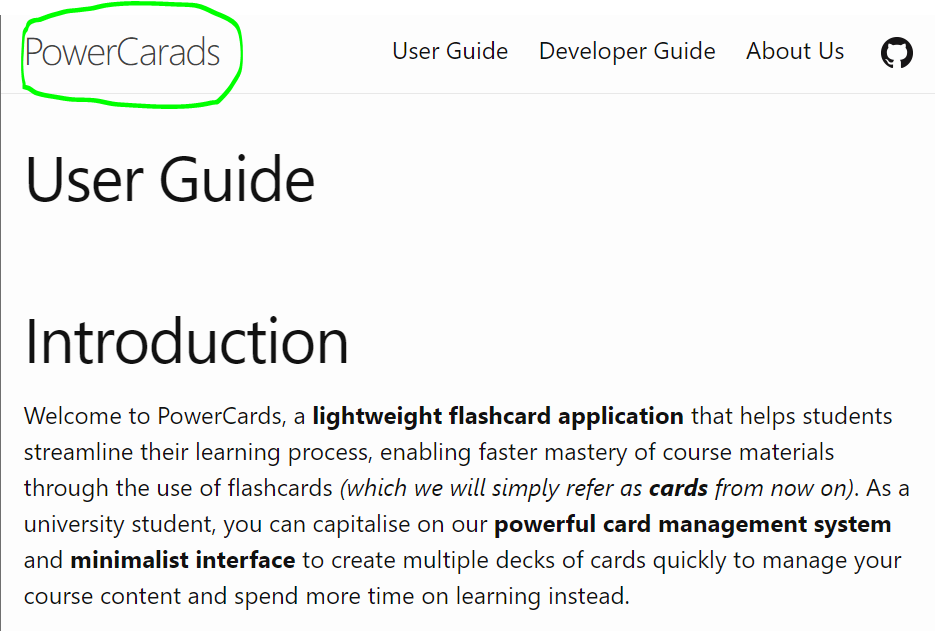 PowerCarads User Guide Developer Guide About Us
User Guide
Introduction
Welcome to PowerCards, a lightweight flashcard application that helps students
streamline their learning process, enabling faster mastery of course materials
through the use of flashcards (which we will simply refer as cards from now on). As a
university student, you can capitalise on our powerful card management system
and minimalist interface to create multiple decks of cards quickly to manage your
course content and spend more time on learning instead.